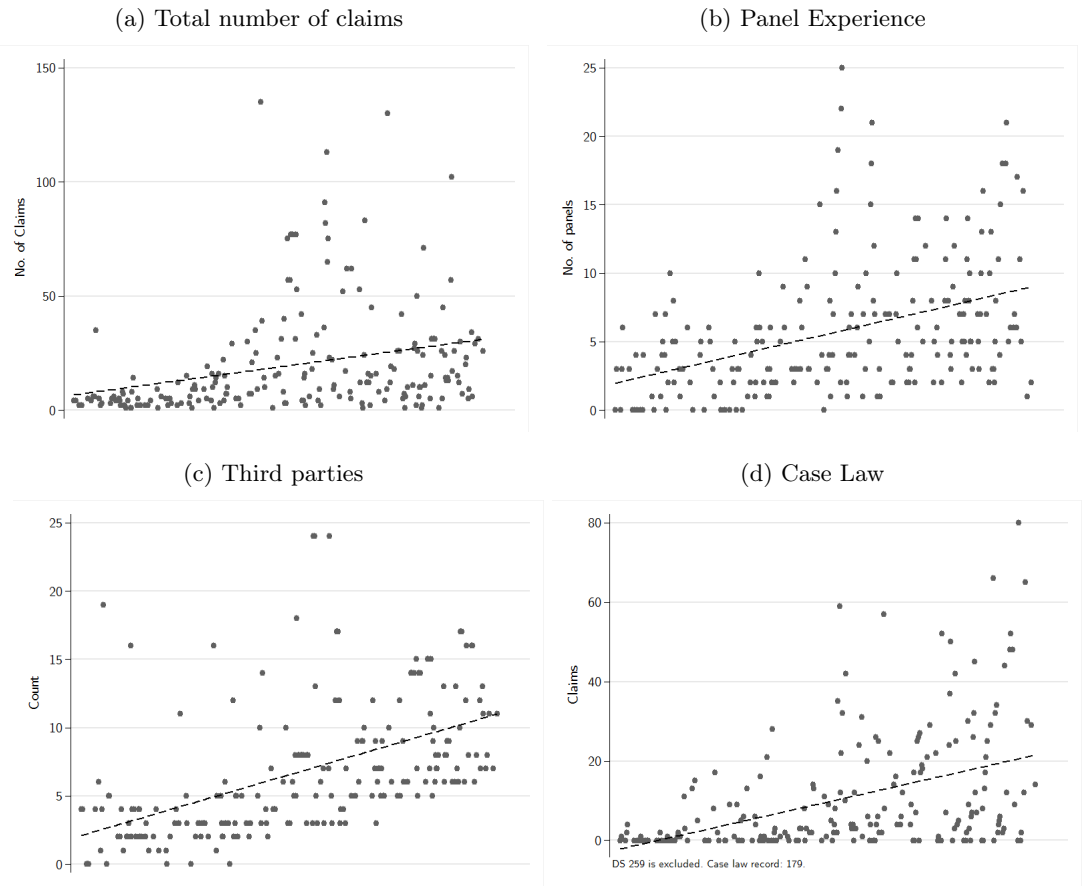 (a) Total number of claims
150
100
50
0
No. of Claims
(b) Panel Experience
25
20
15
10
5
0
No. of panels
(c) Third parties
25
20
15
10
5
0
Count
(d) Case Law
80
60
40
20
0
Claims
DS 259 is excluded. Case law record: 179.